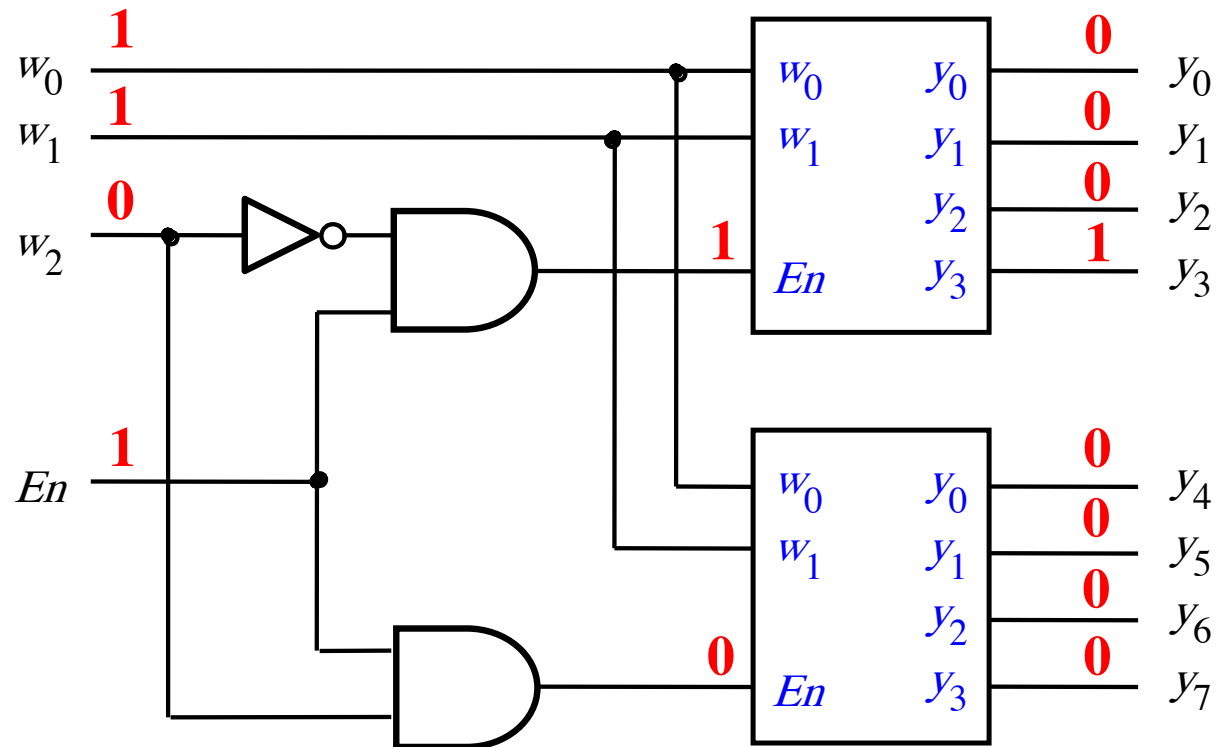 1 0
w0 w0 y0 y0
1 0
w1 w1 y1 y1
0 0
w2 y2 y2
1 1
En y3 y3
1 0
En w0 y0 y4
0
w1 y1 y5
0
y2 y6
0 0
En y3 y7